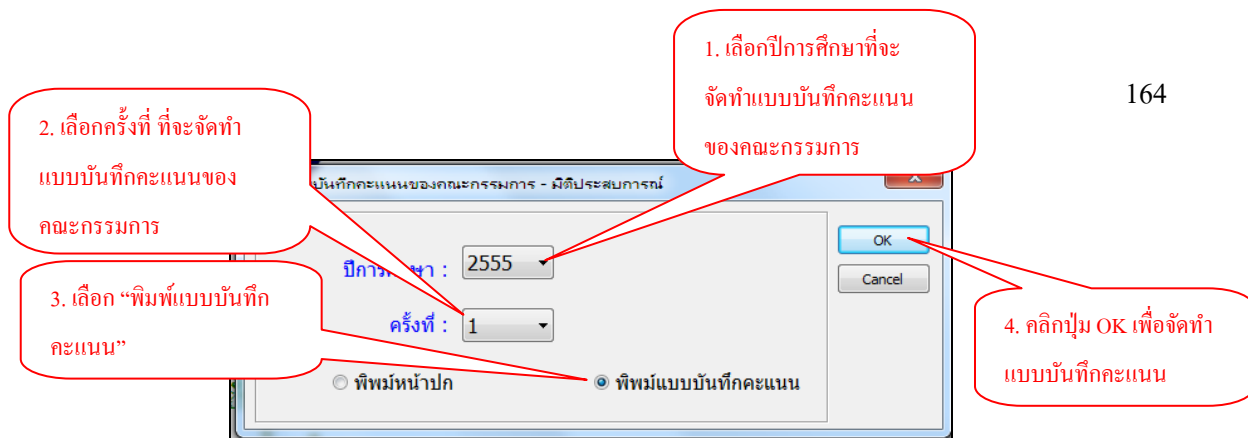 164
1. เลือกปีการศึกษาที่จะ
จัดทำแบบบันทึกคะแนน
ของคณะกรรมการ
2. เลือกครั้งที่ ที่จะจัดทำ
แบบบันทึกคะแนนของ
คณะกรรมการ
บันทึกคะแนนของคณะกรรมการ - มิติประสบการณ์
OK
Cancel
: 2555
ครั้งที่ : 1
3. เลือก “พิมพ์แบบบันทึก
คะแนน”
พิพม์หน้าปก
พิพม์แบบบันทึกคะแนน
4. คลิกปุ่ม OK เพื่อจัดทำ
แบบบันทึกคะแนน